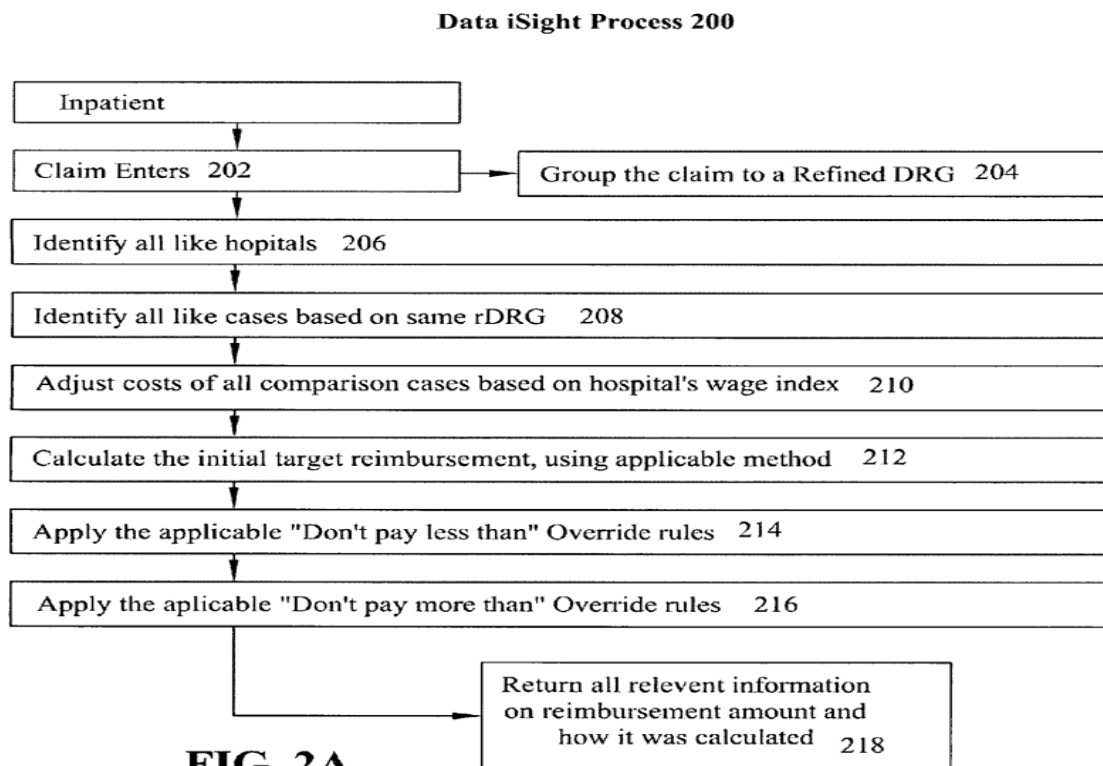 Data iSight Process 200
Inpatient
Claim Enters 202
Group the claim to a Refined DRG 204
Identify all like hopitals 206
Identify all like cases based on same rDRG 208
Adjust costs of all comparison cases based on hospital's wage index 210
Calculate the initial target reimbursement, using applicable method 212
Apply the applicable "Don't pay less than" Override rules 214
Apply the aplicable "Don't pay more than" Override rules 216
Return all relevent information
on reimbursement amount and
how it was calculated 218
FIG. 2A